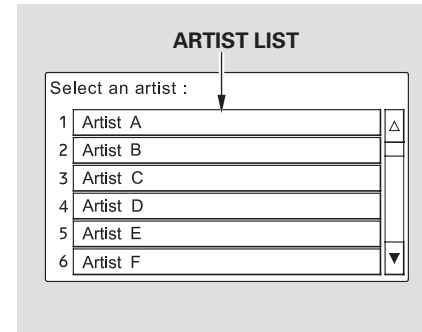 ARTIST LIST
Select an artist :
1 Artist A
2 Artist B
3 Artist C
4 Artist D
5 Artist E
6 Artist F